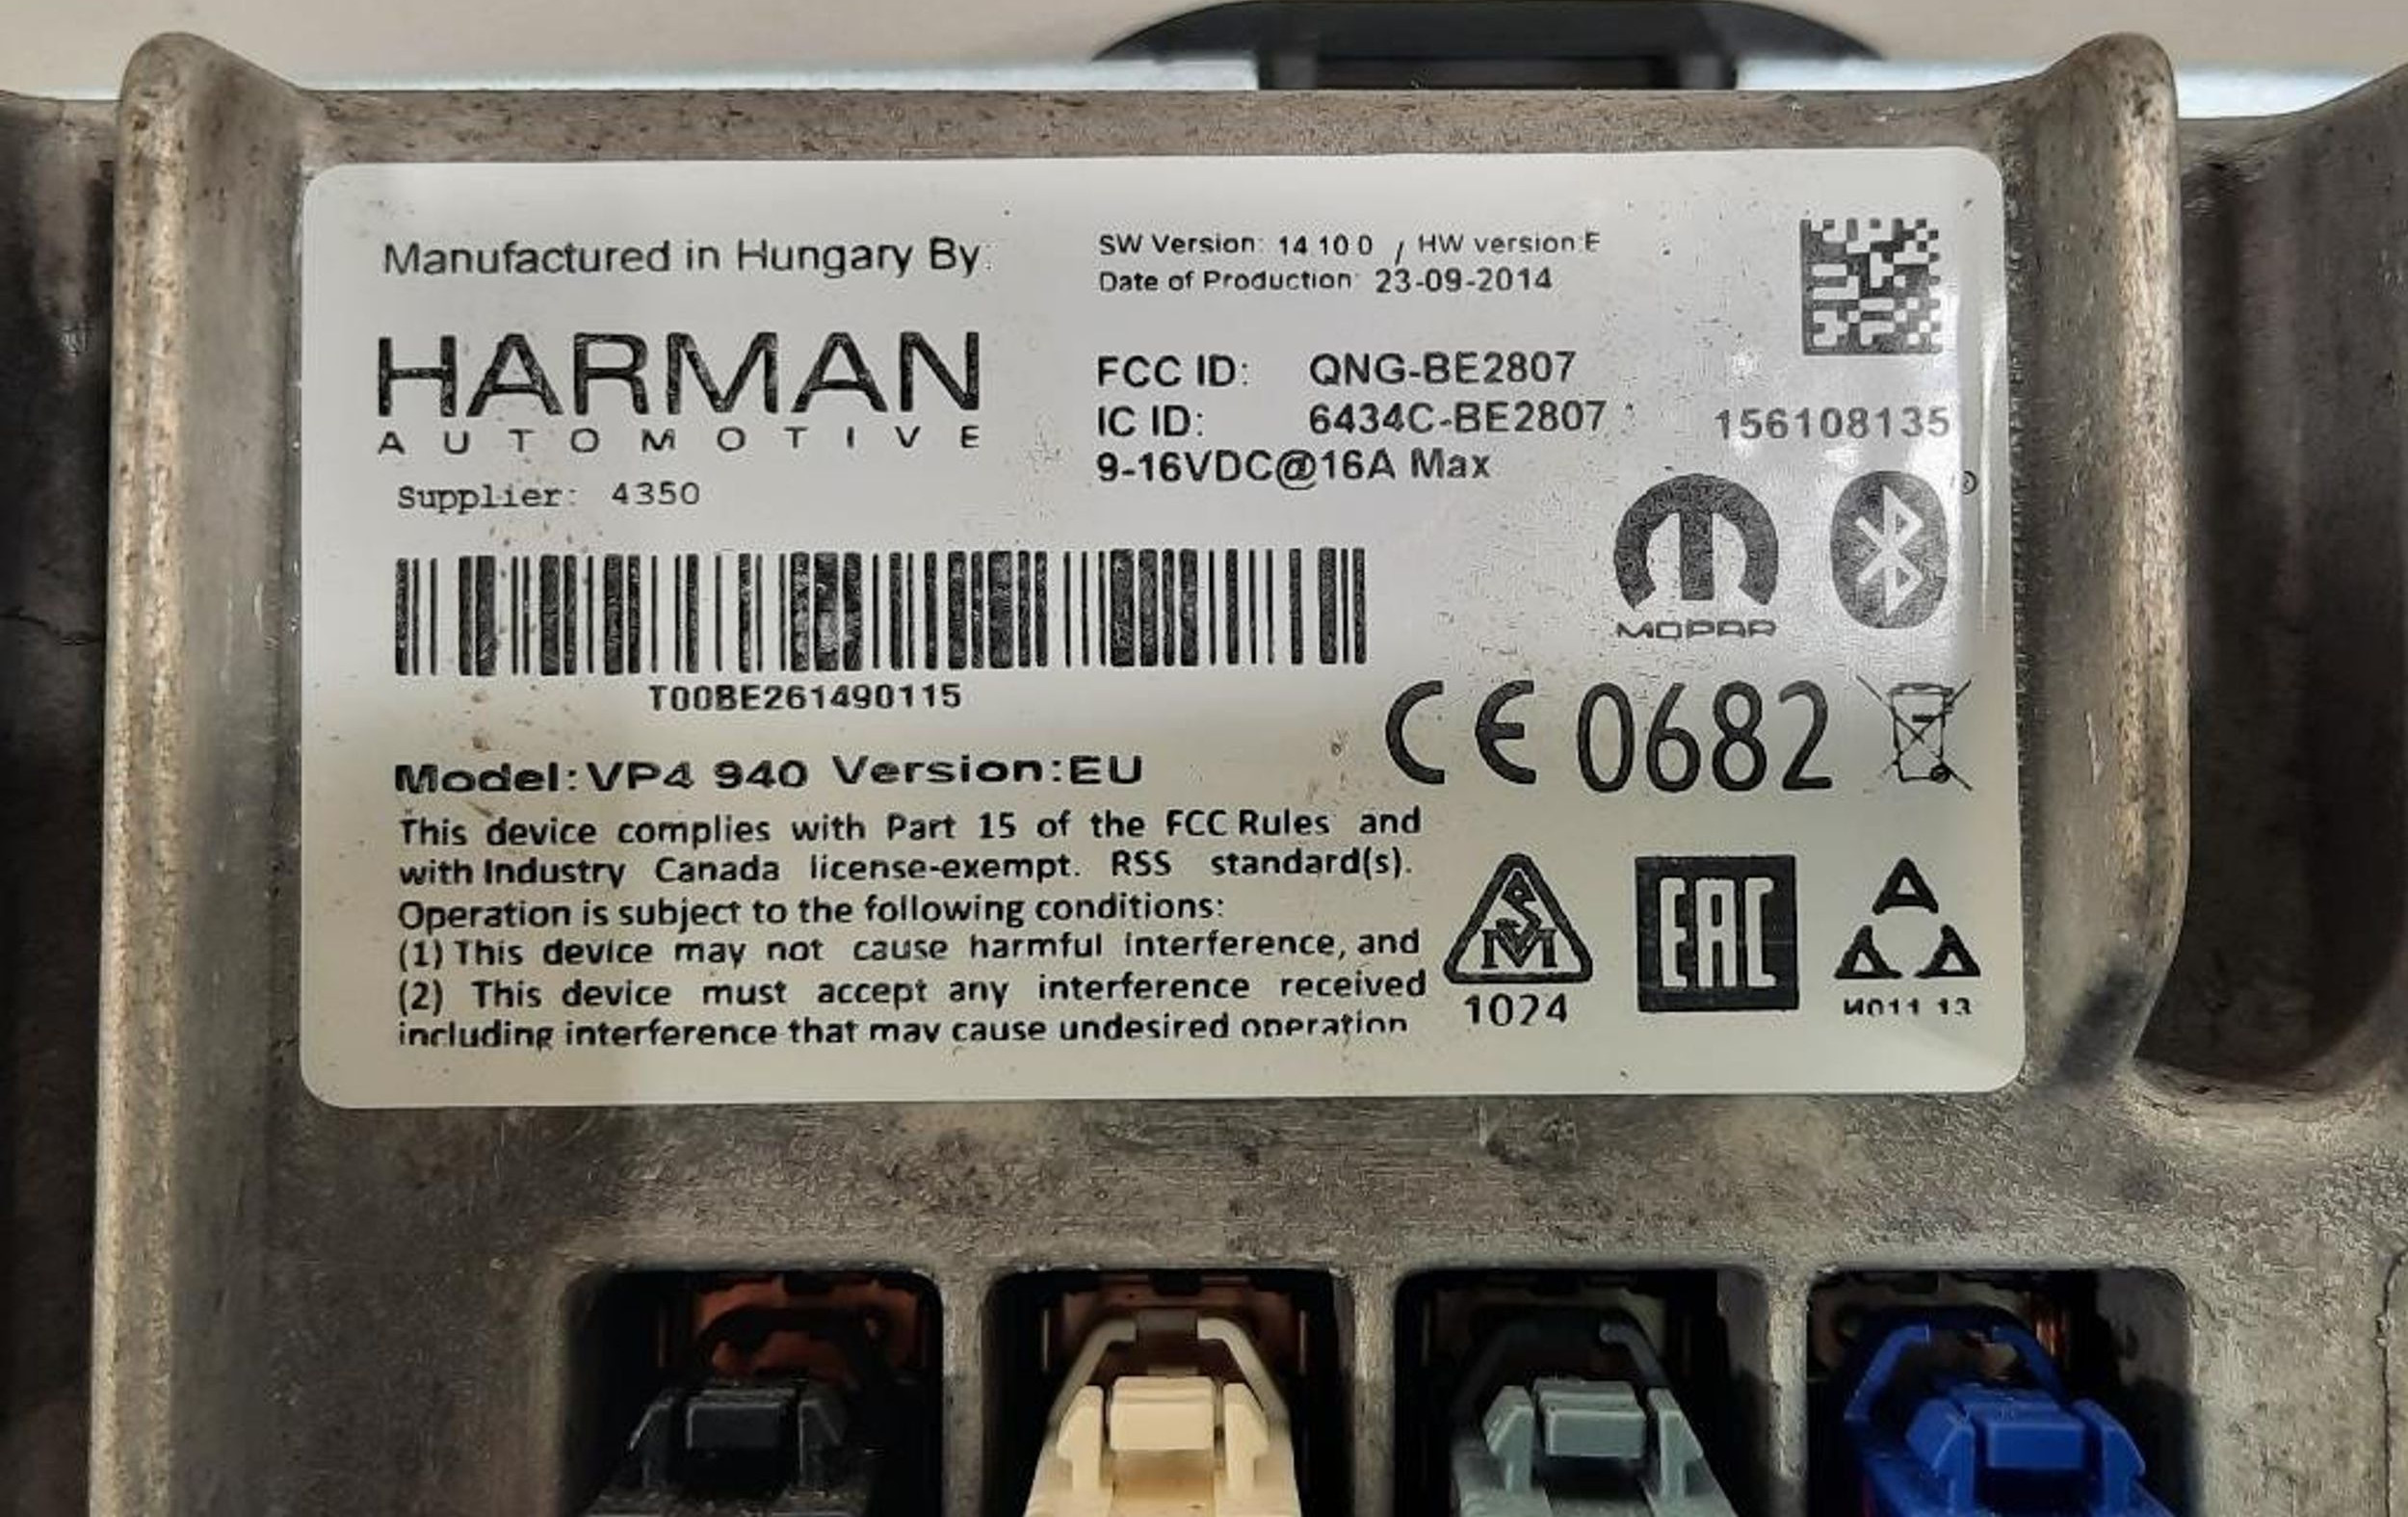 Manufactured in Hungary By:
HARMAN
AUTOMOTIVE
Supplier: 4350
SW Version: 14 10 0 / HW version:E
Date of Production: 23-09-2014
FCC ID: QNG-BE2807
IC ID: 6434C-BE2807
9-16VDC@16A Max
156108135
MOPAR
T00BE261490115
CE 0682
Model: VP4 940 Version:EU
This device complies with Part 15 of the FCC Rules and
with Industry Canada license-exempt. RSS standard(s).
Operation is subject to the following conditions:
(1) This device may not cause harmful interference, and
(2) This device must accept any interference received
including interference that may cause undesired operation
1024
EAC
И011 13